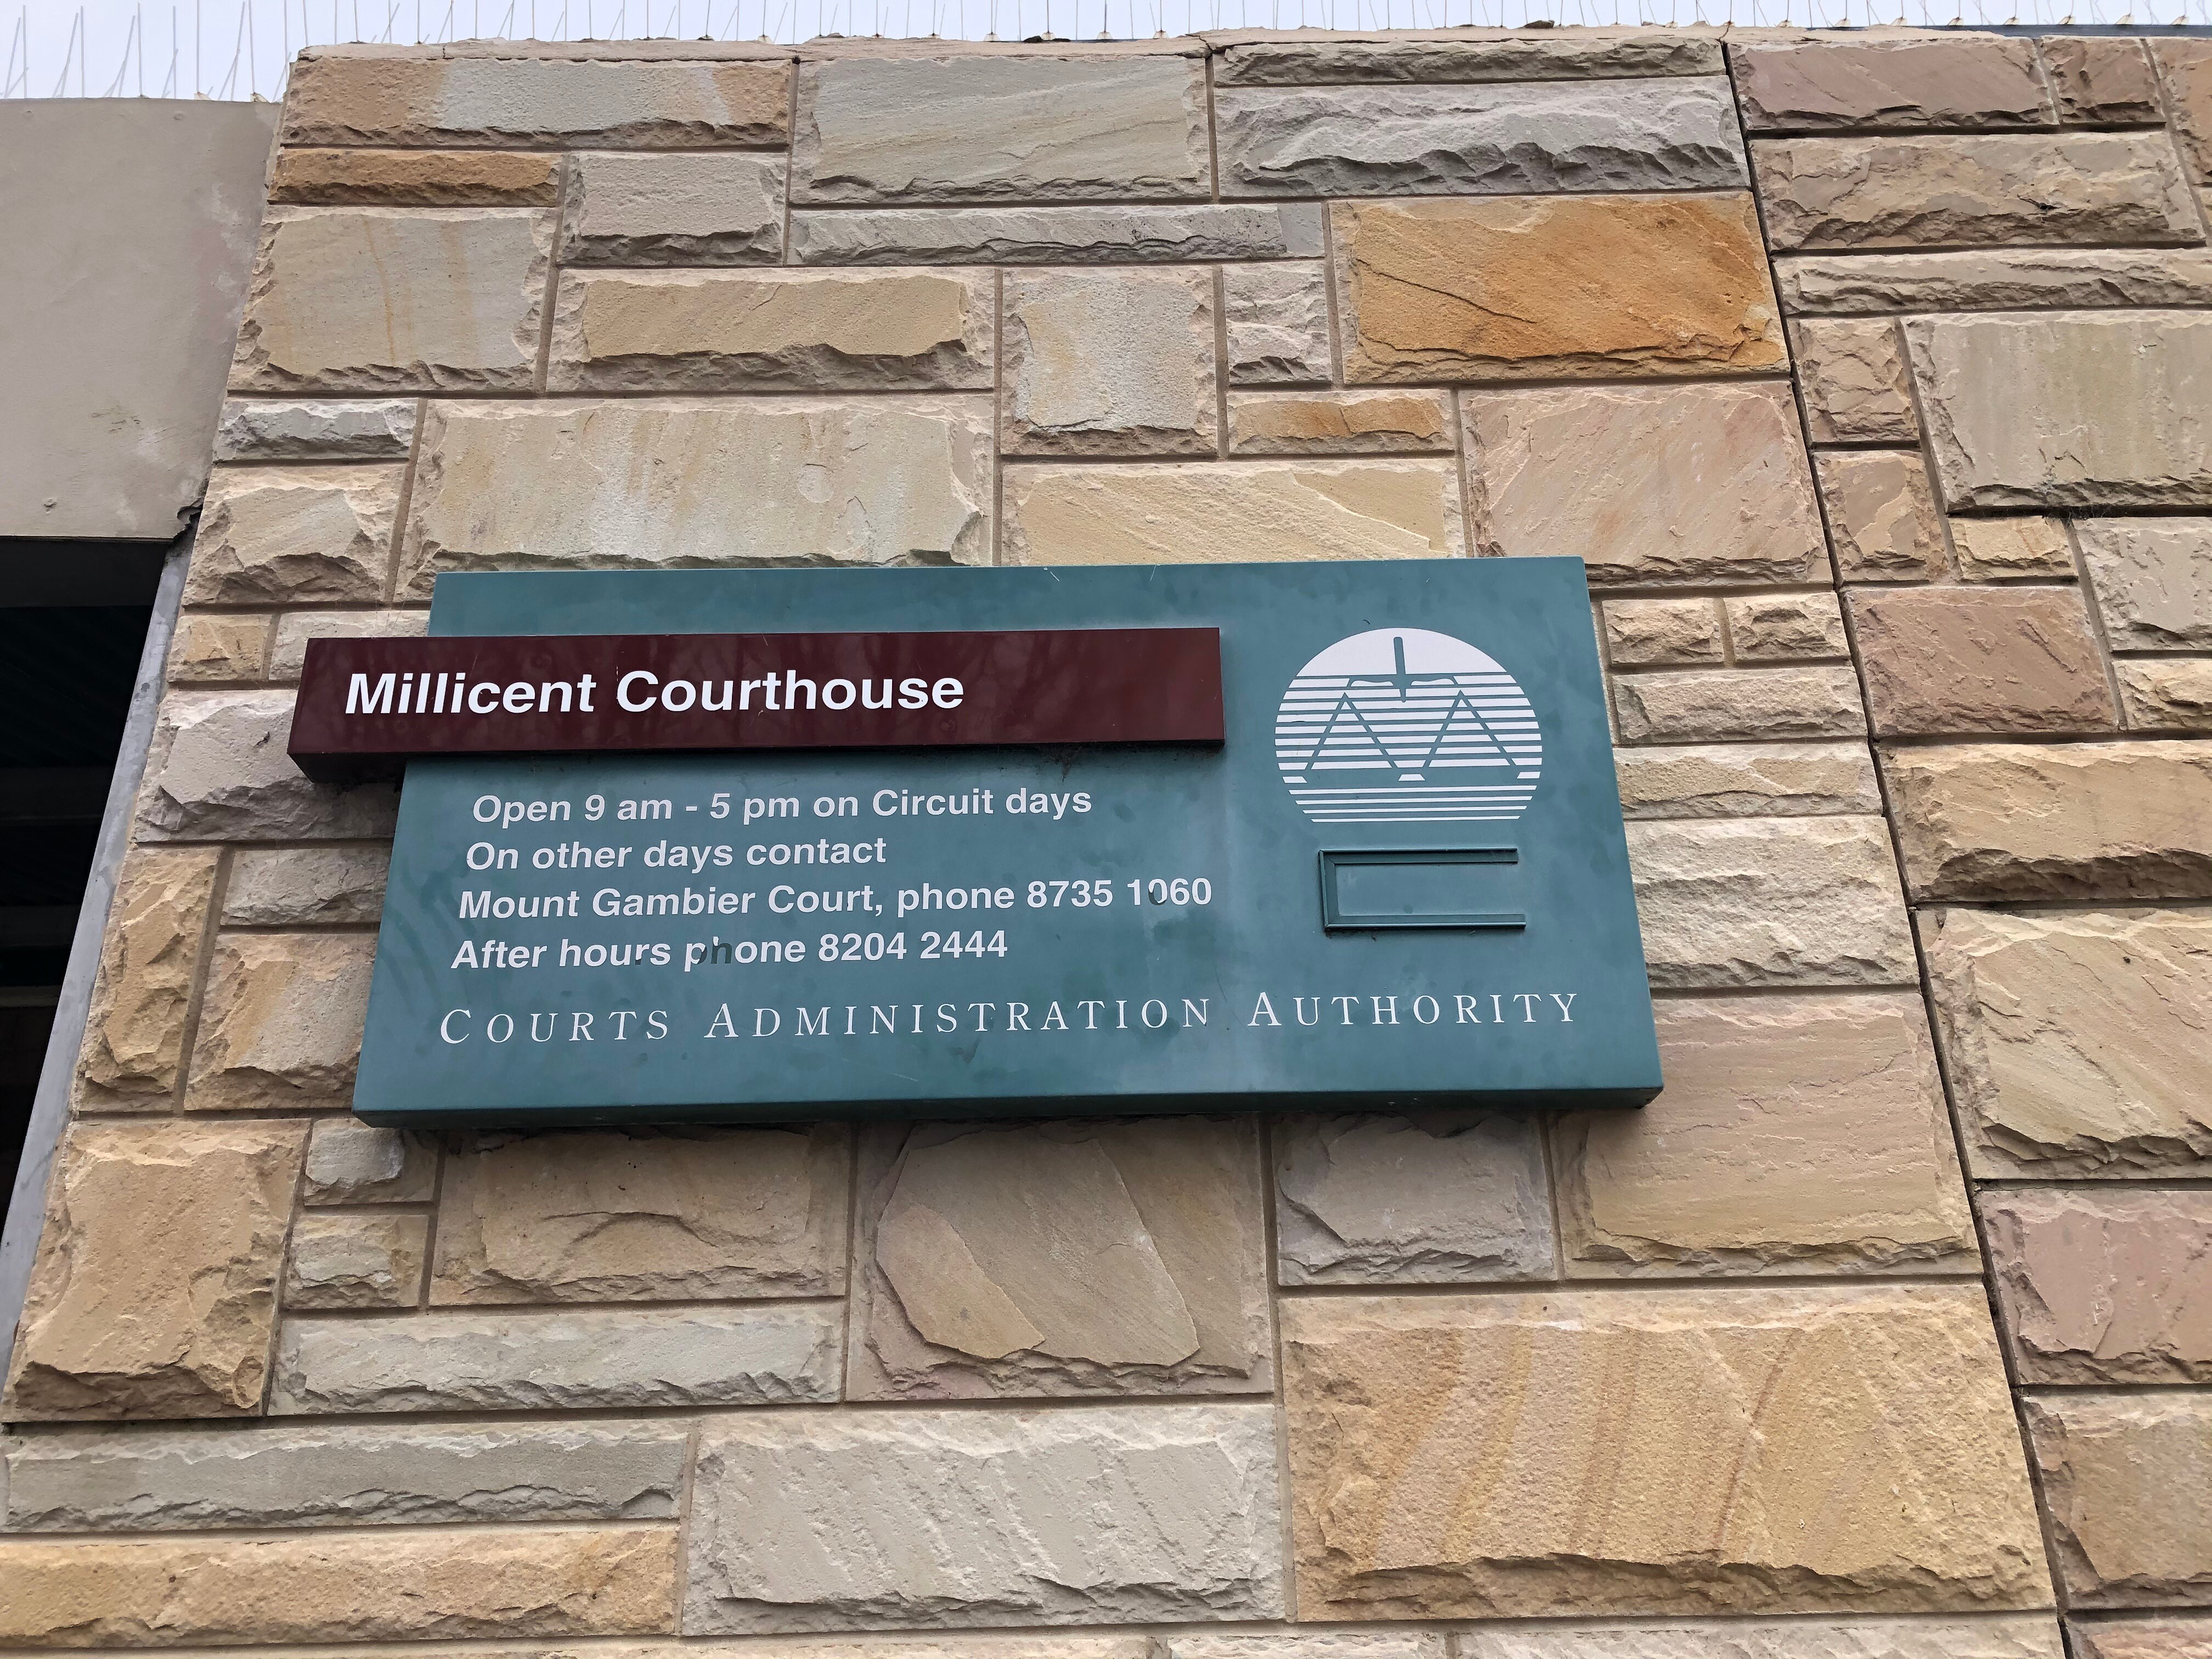 Millicent Courthouse
Open 9 am - 5 pm on Circuit days
On other days contact
Mount Gambier Court, phone 8735 1060
After hours phone 8204 2444
COURTS ADMINISTRATION AUTHORITY